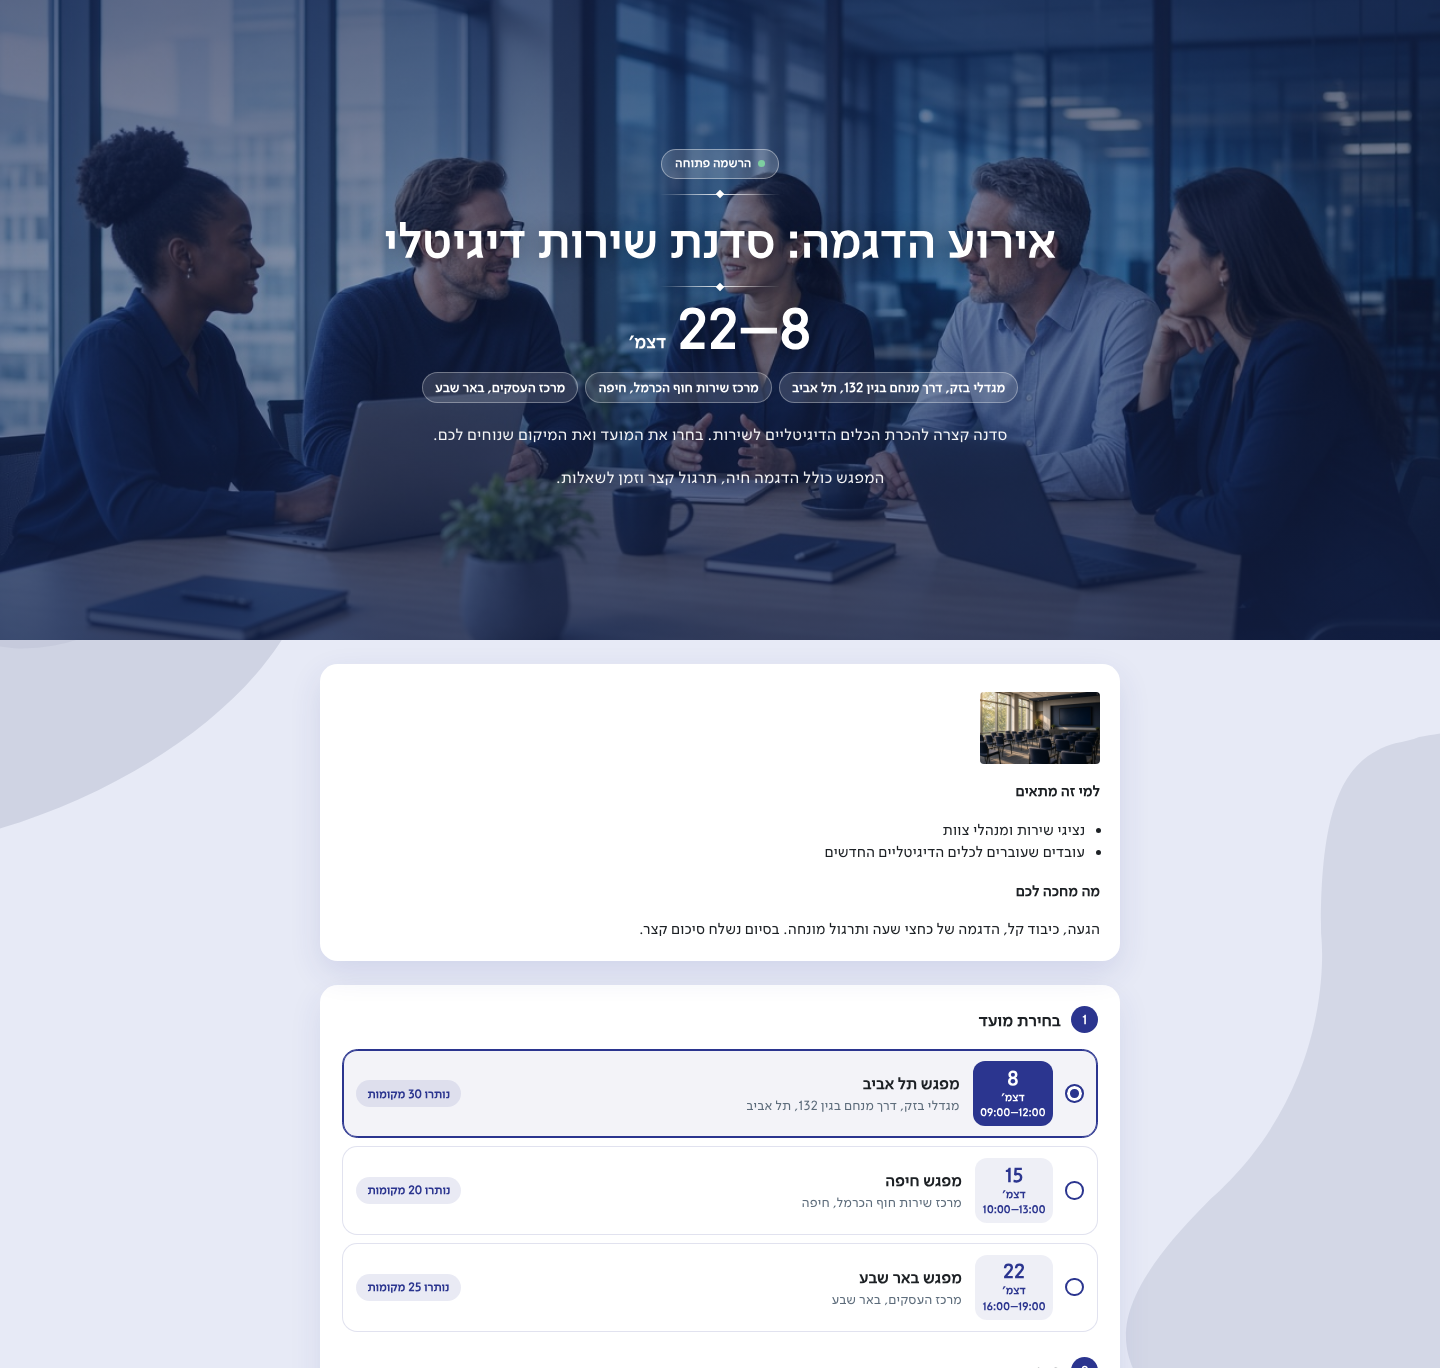 הרשמה פתוחה
אירוע הדגמה: סדנת שירות דיגיטלי
8–22 דצמ׳
מגדלי בזק, דרך מנחם בגין 132, תל אביב
מרכז שירות חוף הכרמל, חיפה
מרכז העסקים, באר שבע
סדנה קצרה להכרת הכלים הדיגיטליים לשירות. בחרו את המועד ואת המיקום שנוחים לכם.
המפגש כולל הדגמה חיה, תרגול קצר וזמן לשאלות.
למי זה מתאים
נציגי שירות ומנהלי צוות
עובדים שעוברים לכלים הדיגיטליים החדשים
מה מחכה לכם
הגעה, כיבוד קל, הדגמה של כחצי שעה ותרגול מונחה. בסיום נשלח סיכום קצר.
1 בחירת מועד
8
דצמ׳
09:00–12:00
מפגש תל אביב
מגדלי בזק, דרך מנחם בגין 132, תל אביב
נותרו 30 מקומות
15
דצמ׳
10:00–13:00
מפגש חיפה
מרכז שירות חוף הכרמל, חיפה
נותרו 20 מקומות
22
דצמ׳
16:00–19:00
מפגש באר שבע
מרכז העסקים, באר שבע
נותרו 25 מקומות